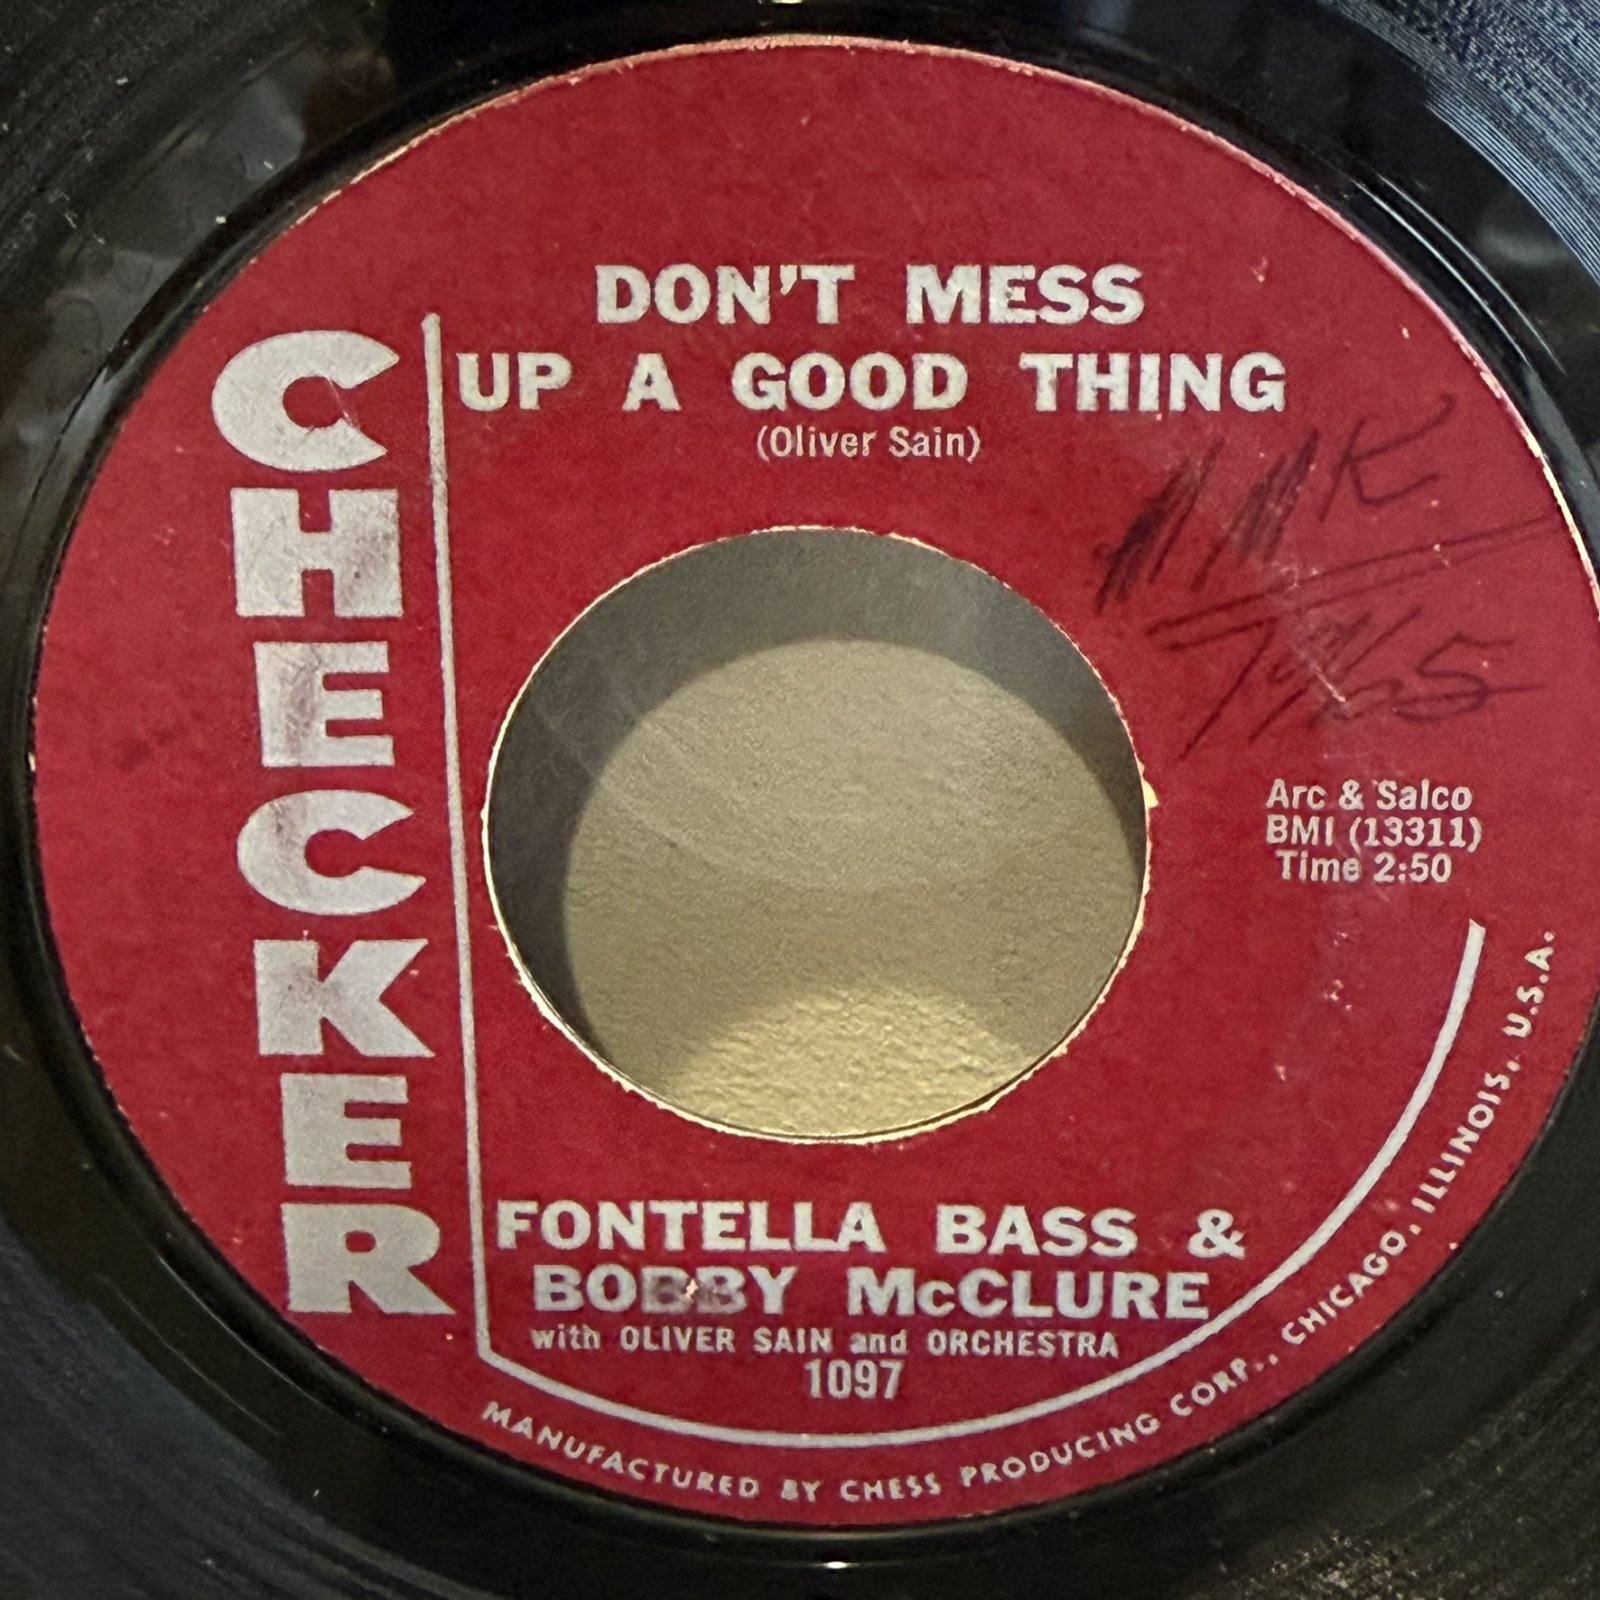 DON'T MESS
UP A GOOD THING
(Oliver Sain)
CHECKER
Arc & Salco
BMI (13311)
Time 2:50
FONTELLA BASS &
BOBBY McCLURE
with OLIVER SAIN and ORCHESTRA
1097
MANUFACTURED BY CHESS PRODUCING CORP., CHICAGO, ILLINOIS, U.S.A.